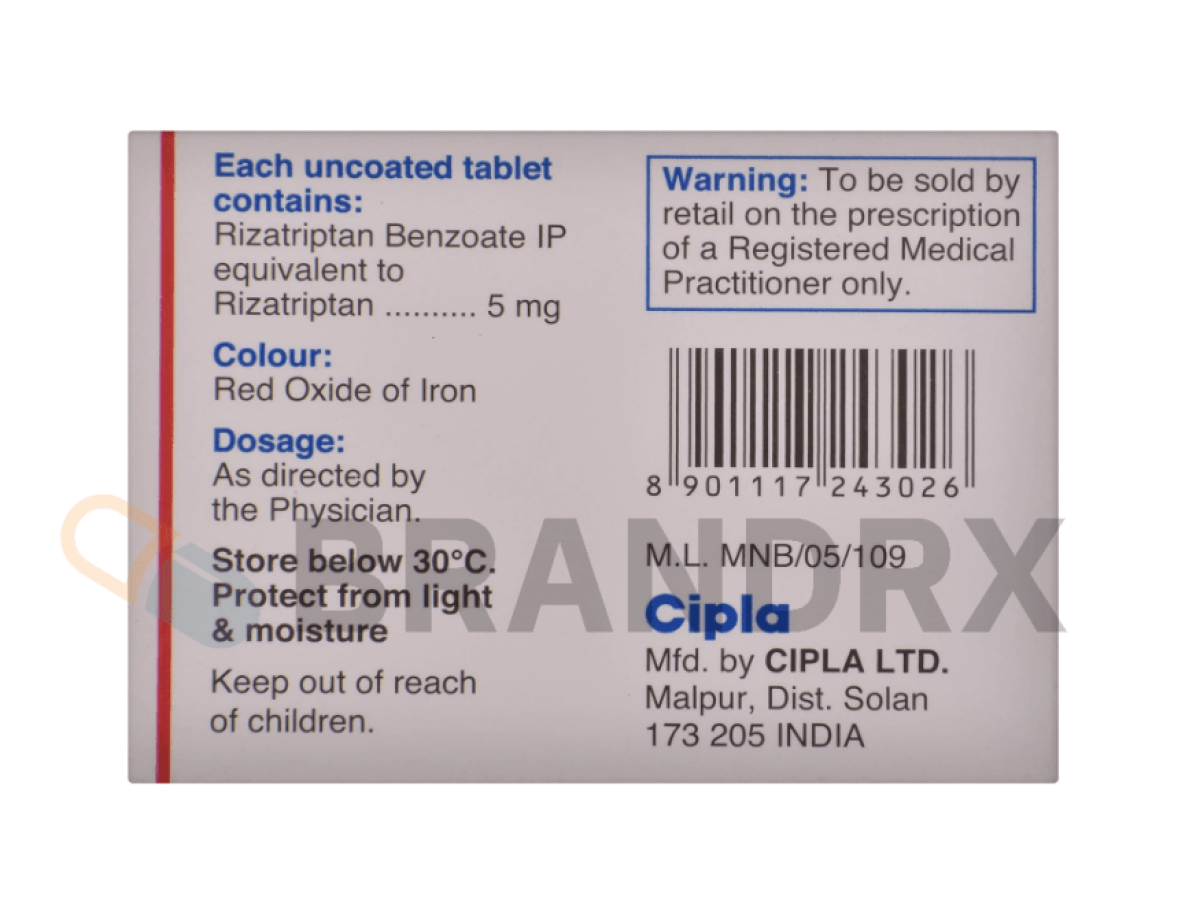 Each uncoated tablet
contains:
Rizatriptan Benzoate IP
equivalent to
Rizatriptan .......... 5 mg
Colour:
Red Oxide of Iron
Dosage:
As directed by
the Physician.
Store below 30°C.
Protect from light
& moisture
Keep out of reach
of children.
Warning: To be sold by
retail on the prescription
of a Registered Medical
Practitioner only.
8 901117 243026
M.L. MNB/05/109
Cipla
Mfd. by CIPLA LTD.
Malpur, Dist. Solan
173 205 INDIA
BRANDRX